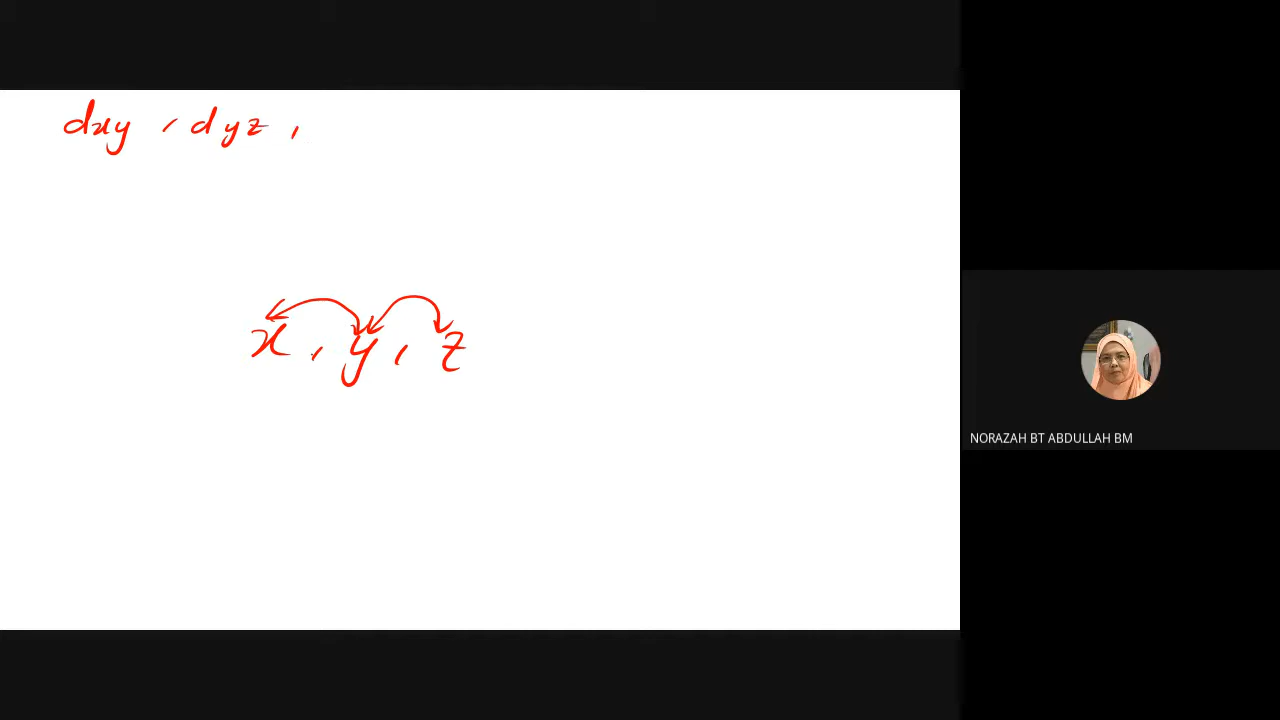 dxy, dyz,
x, y, z
NORAZAH BT ABDULLAH BM